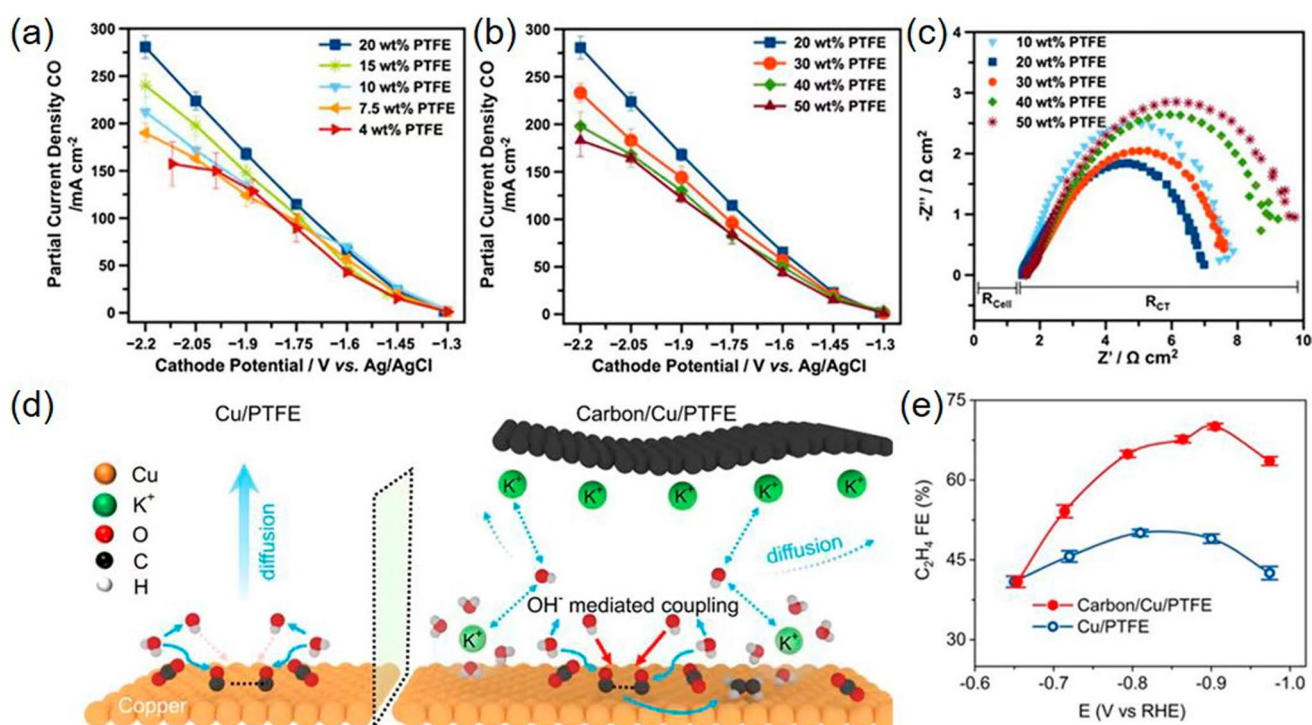 (a)
Partial Current Density CO
/mA cm⁻²
300
250
200
150
100
50
0
20 wt% PTFE
15 wt% PTFE
10 wt% PTFE
7.5 wt% PTFE
4 wt% PTFE
−2.2 −2.05 −1.9 −1.75 −1.6 −1.45 −1.3
Cathode Potential / V vs. Ag/AgCl
(b)
Partial Current Density CO
/mA cm⁻²
300
250
200
150
100
50
0
20 wt% PTFE
30 wt% PTFE
40 wt% PTFE
50 wt% PTFE
−2.2 −2.05 −1.9 −1.75 −1.6 −1.45 −1.3
Cathode Potential / V vs. Ag/AgCl
(c)
-Z'' / Ω cm²
4
2
0
10 wt% PTFE
20 wt% PTFE
30 wt% PTFE
40 wt% PTFE
50 wt% PTFE
R_Cell
R_CT
0 2 4 6 8 10
Z' / Ω cm²
(d)
Cu/PTFE
Carbon/Cu/PTFE
Cu
K⁺
O
C
H
diffusion
K⁺ K⁺ K⁺ K⁺ K⁺
diffusion
OH⁻ mediated coupling
K⁺ K⁺
Copper
(e)
C₂H₄ FE (%)
75
60
45
30
Carbon/Cu/PTFE
Cu/PTFE
-0.6 -0.7 -0.8 -0.9 -1.0
E (V vs RHE)